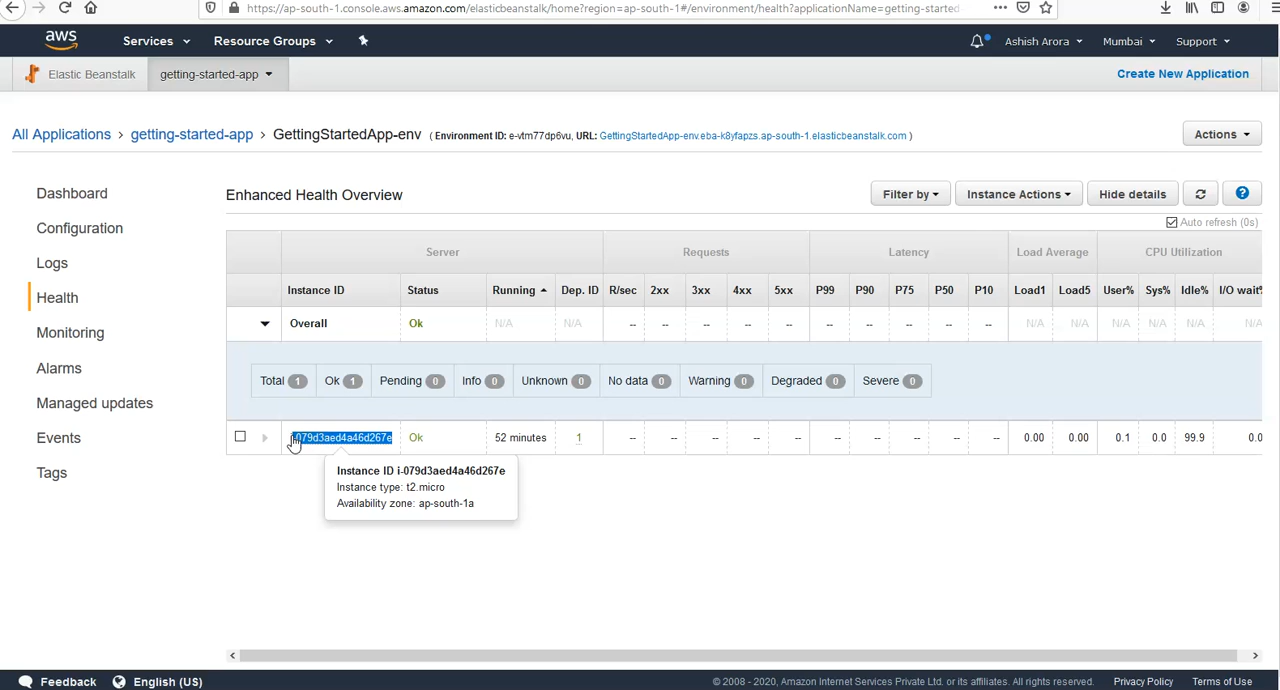 https://ap-south-1.console.aws.amazon.com/elasticbeanstalk/home?region=ap-south-1#/environment/health?applicationName=getting-started-
aws Services Resource Groups Ashish Arora Mumbai Support
Elastic Beanstalk getting-started-app Create New Application
All Applications > getting-started-app > GettingStartedApp-env ( Environment ID: e-vtm77dp6vu, URL: GettingStartedApp-env.eba-k8yfapzs.ap-south-1.elasticbeanstalk.com ) Actions
Dashboard
Configuration
Logs
Health
Monitoring
Alarms
Managed updates
Events
Tags
Enhanced Health Overview Filter by Instance Actions Hide details
Auto refresh (0s)
Server Requests Latency Load Average CPU Utilization
Instance ID Status Running Dep. ID R/sec 2xx 3xx 4xx 5xx P99 P90 P75 P50 P10 Load1 Load5 User% Sys% Idle% I/O wait%
Overall Ok N/A N/A -- -- -- -- -- -- -- -- -- -- N/A N/A N/A N/A N/A N/A
Total 1 Ok 1 Pending 0 Info 0 Unknown 0 No data 0 Warning 0 Degraded 0 Severe 0
i-079d3aed4a46d267e Ok 52 minutes 1 -- -- -- -- -- -- -- -- -- -- 0.00 0.00 0.1 0.0 99.9 0.0
Instance ID i-079d3aed4a46d267e
Instance type: t2.micro
Availability zone: ap-south-1a
Feedback English (US) © 2008 - 2020, Amazon Internet Services Private Ltd. or its affiliates. All rights reserved. Privacy Policy Terms of Use